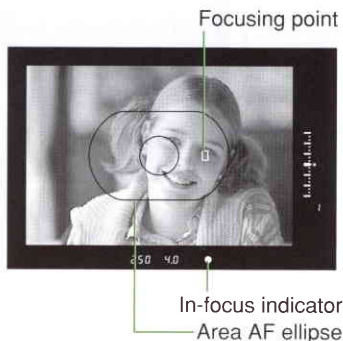 Focusing point
250 4.0
In-focus indicator
Area AF ellipse